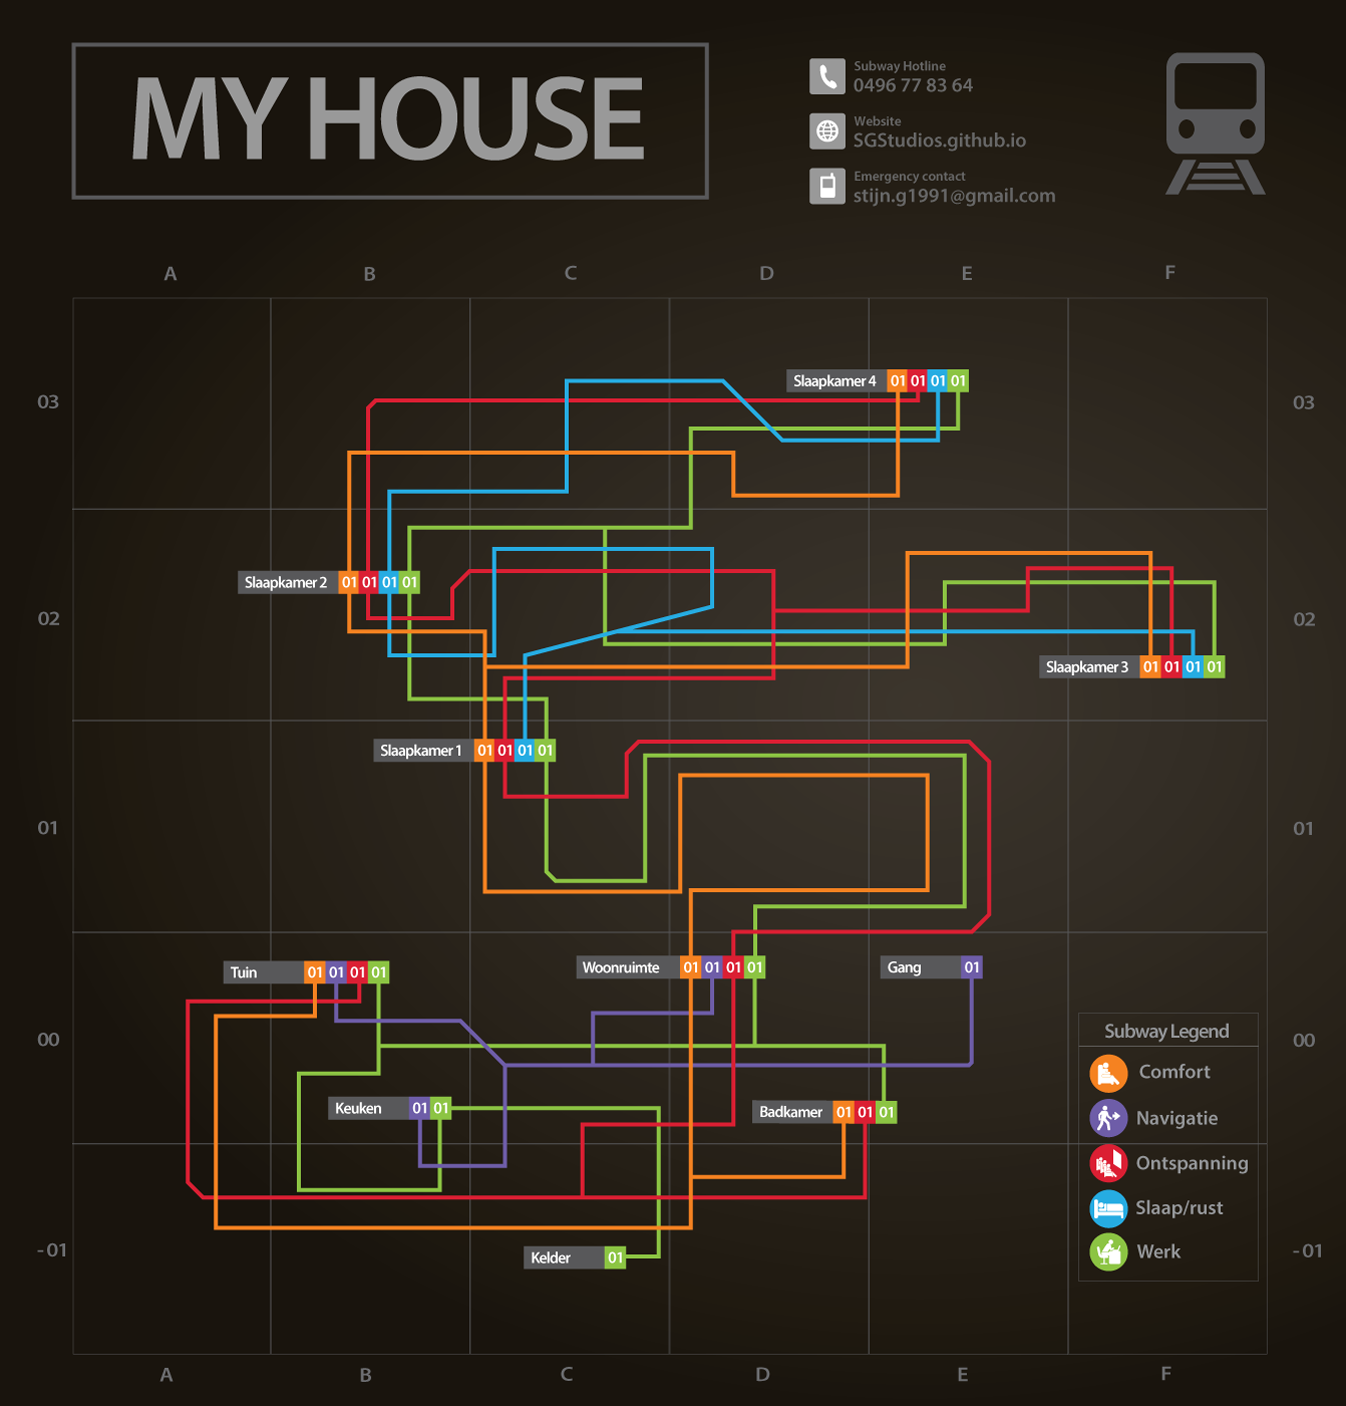 MY HOUSE
Subway Hotline
0496 77 83 64
Website
SGStudios.github.io
Emergency contact
stijn.g1991@gmail.com
A B C D E F
03 03
Slaapkamer 4 01 01 01 01
Slaapkamer 2 01 01 01 01
02 02
Slaapkamer 3 01 01 01 01
Slaapkamer 1 01 01 01 01
01 01
Tuin 01 01 01 01
Woonruimte 01 01 01 01
Gang 01
00 00
Keuken 01 01
Badkamer 01 01 01
Subway Legend
Comfort
Navigatie
Ontspanning
Slaap/rust
Werk
-01 -01
Kelder 01
A B C D E F